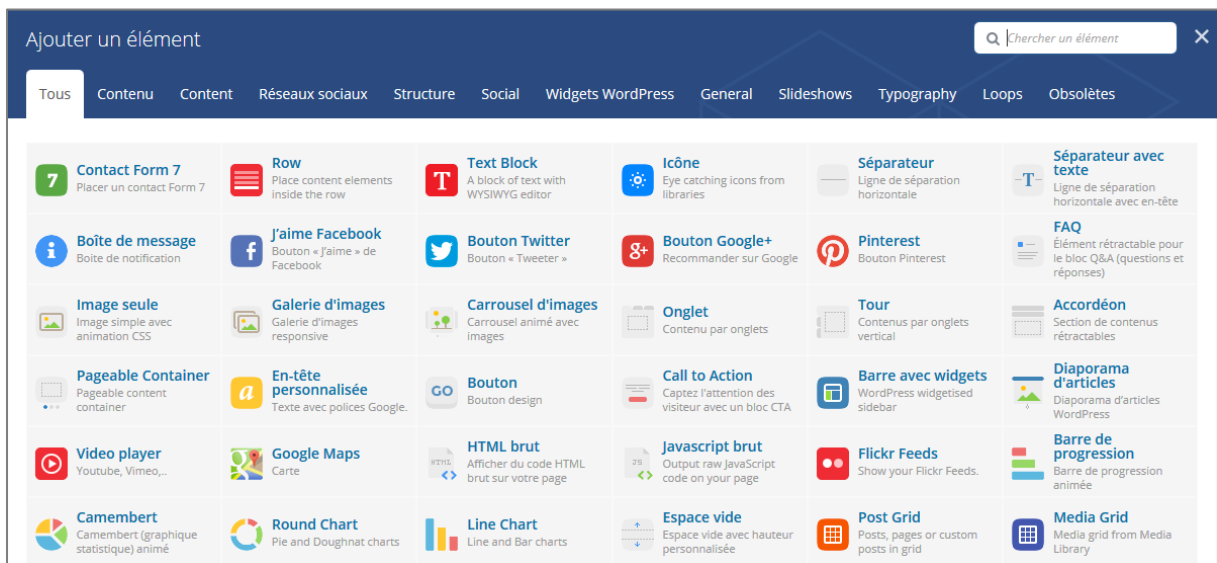 Ajouter un élément
Chercher un élément
Tous Contenu Content Réseaux sociaux Structure Social Widgets WordPress General Slideshows Typography Loops Obsolètes
7
Contact Form 7
Placer un contact Form 7
Row
Place content elements
inside the row
T
Text Block
A block of text with
WYSIWYG editor
Icône
Eye catching icons from
libraries
Séparateur
Ligne de séparation
horizontale
-T-
Séparateur avec
texte
Ligne de séparation
horizontale avec en-tête
i
Boîte de message
Boite de notification
f
J'aime Facebook
Bouton « J'aime » de
Facebook
Bouton Twitter
Bouton « Tweeter »
g+
Bouton Google+
Recommander sur Google
Pinterest
Bouton Pinterest
FAQ
Élément rétractable pour
le bloc Q&A (questions et
réponses)
Image seule
Image simple avec
animation CSS
Galerie d'images
Galerie d'images
responsive
Carrousel d'images
Carrousel animé avec
images
Onglet
Contenu par onglets
Tour
Contenus par onglets
vertical
Accordéon
Section de contenus
rétractables
Pageable Container
Pageable content
container
a
En-tête
personnalisée
Texte avec polices Google.
GO
Bouton
Bouton design
Call to Action
Captez l'attention des
visiteur avec un bloc CTA
Barre avec widgets
WordPress widgetised
sidebar
Diaporama
d'articles
Diaporama d'articles
WordPress
Video player
Youtube, Vimeo,..
Google Maps
Carte
HTML
HTML brut
Afficher du code HTML
brut sur votre page
JS
Javascript brut
Output raw JavaScript
code on your page
Flickr Feeds
Show your Flickr Feeds.
Barre de
progression
Barre de progression
animée
Camembert
Camembert (graphique
statistique) animé
Round Chart
Pie and Doughnat charts
Line Chart
Line and Bar charts
Espace vide
Espace vide avec hauteur
personnalisée
Post Grid
Posts, pages or custom
posts in grid
Media Grid
Media grid from Media
Library